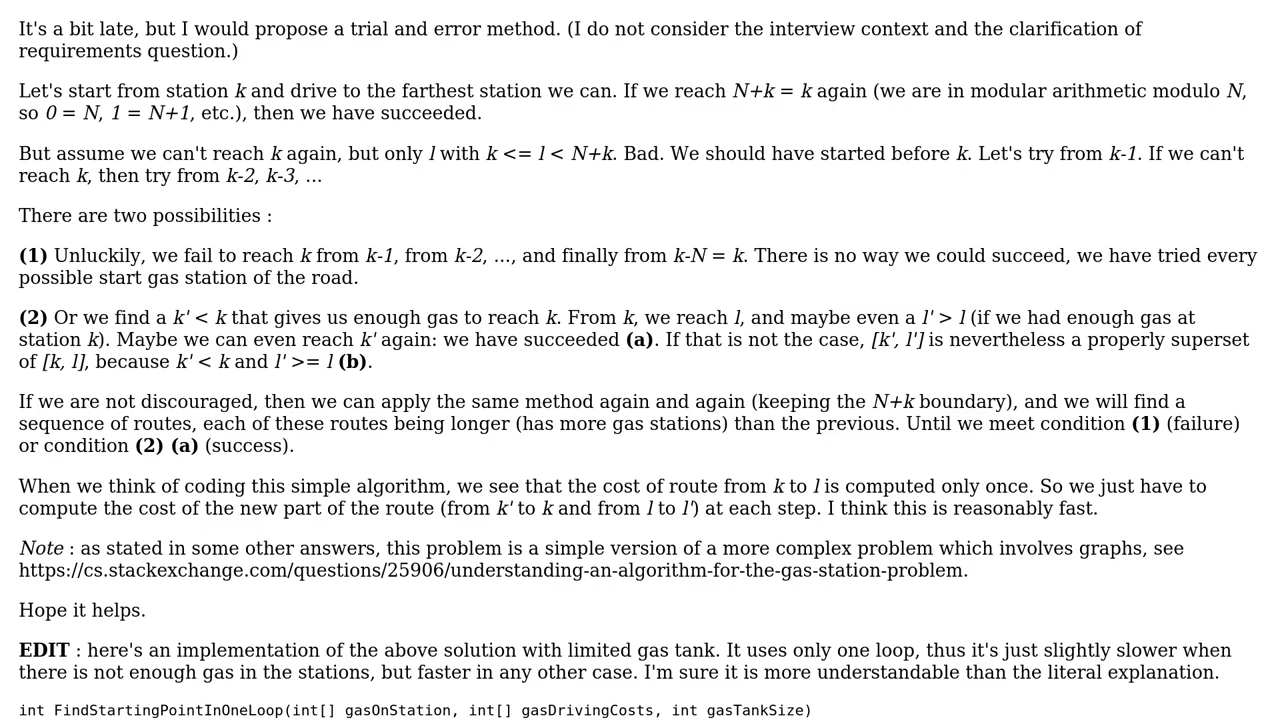 It's a bit late, but I would propose a trial and error method. (I do not consider the interview context and the clarification of
requirements question.)
Let's start from station k and drive to the farthest station we can. If we reach N+k = k again (we are in modular arithmetic modulo N,
so 0 = N, 1 = N+1, etc.), then we have succeeded.
But assume we can't reach k again, but only l with k <= l < N+k. Bad. We should have started before k. Let's try from k-1. If we can't
reach k, then try from k-2, k-3, ...
There are two possibilities :
(1) Unluckily, we fail to reach k from k-1, from k-2, ..., and finally from k-N = k. There is no way we could succeed, we have tried every
possible start gas station of the road.
(2) Or we find a k' < k that gives us enough gas to reach k. From k, we reach l, and maybe even a l' > l (if we had enough gas at
station k). Maybe we can even reach k' again: we have succeeded (a). If that is not the case, [k', l'] is nevertheless a properly superset
of [k, l], because k' < k and l' >= l (b).
If we are not discouraged, then we can apply the same method again and again (keeping the N+k boundary), and we will find a
sequence of routes, each of these routes being longer (has more gas stations) than the previous. Until we meet condition (1) (failure)
or condition (2) (a) (success).
When we think of coding this simple algorithm, we see that the cost of route from k to l is computed only once. So we just have to
compute the cost of the new part of the route (from k' to k and from l to l') at each step. I think this is reasonably fast.
Note : as stated in some other answers, this problem is a simple version of a more complex problem which involves graphs, see
https://cs.stackexchange.com/questions/25906/understanding-an-algorithm-for-the-gas-station-problem.
Hope it helps.
EDIT : here's an implementation of the above solution with limited gas tank. It uses only one loop, thus it's just slightly slower when
there is not enough gas in the stations, but faster in any other case. I'm sure it is more understandable than the literal explanation.
int FindStartingPointInOneLoop(int[] gasOnStation, int[] gasDrivingCosts, int gasTankSize)